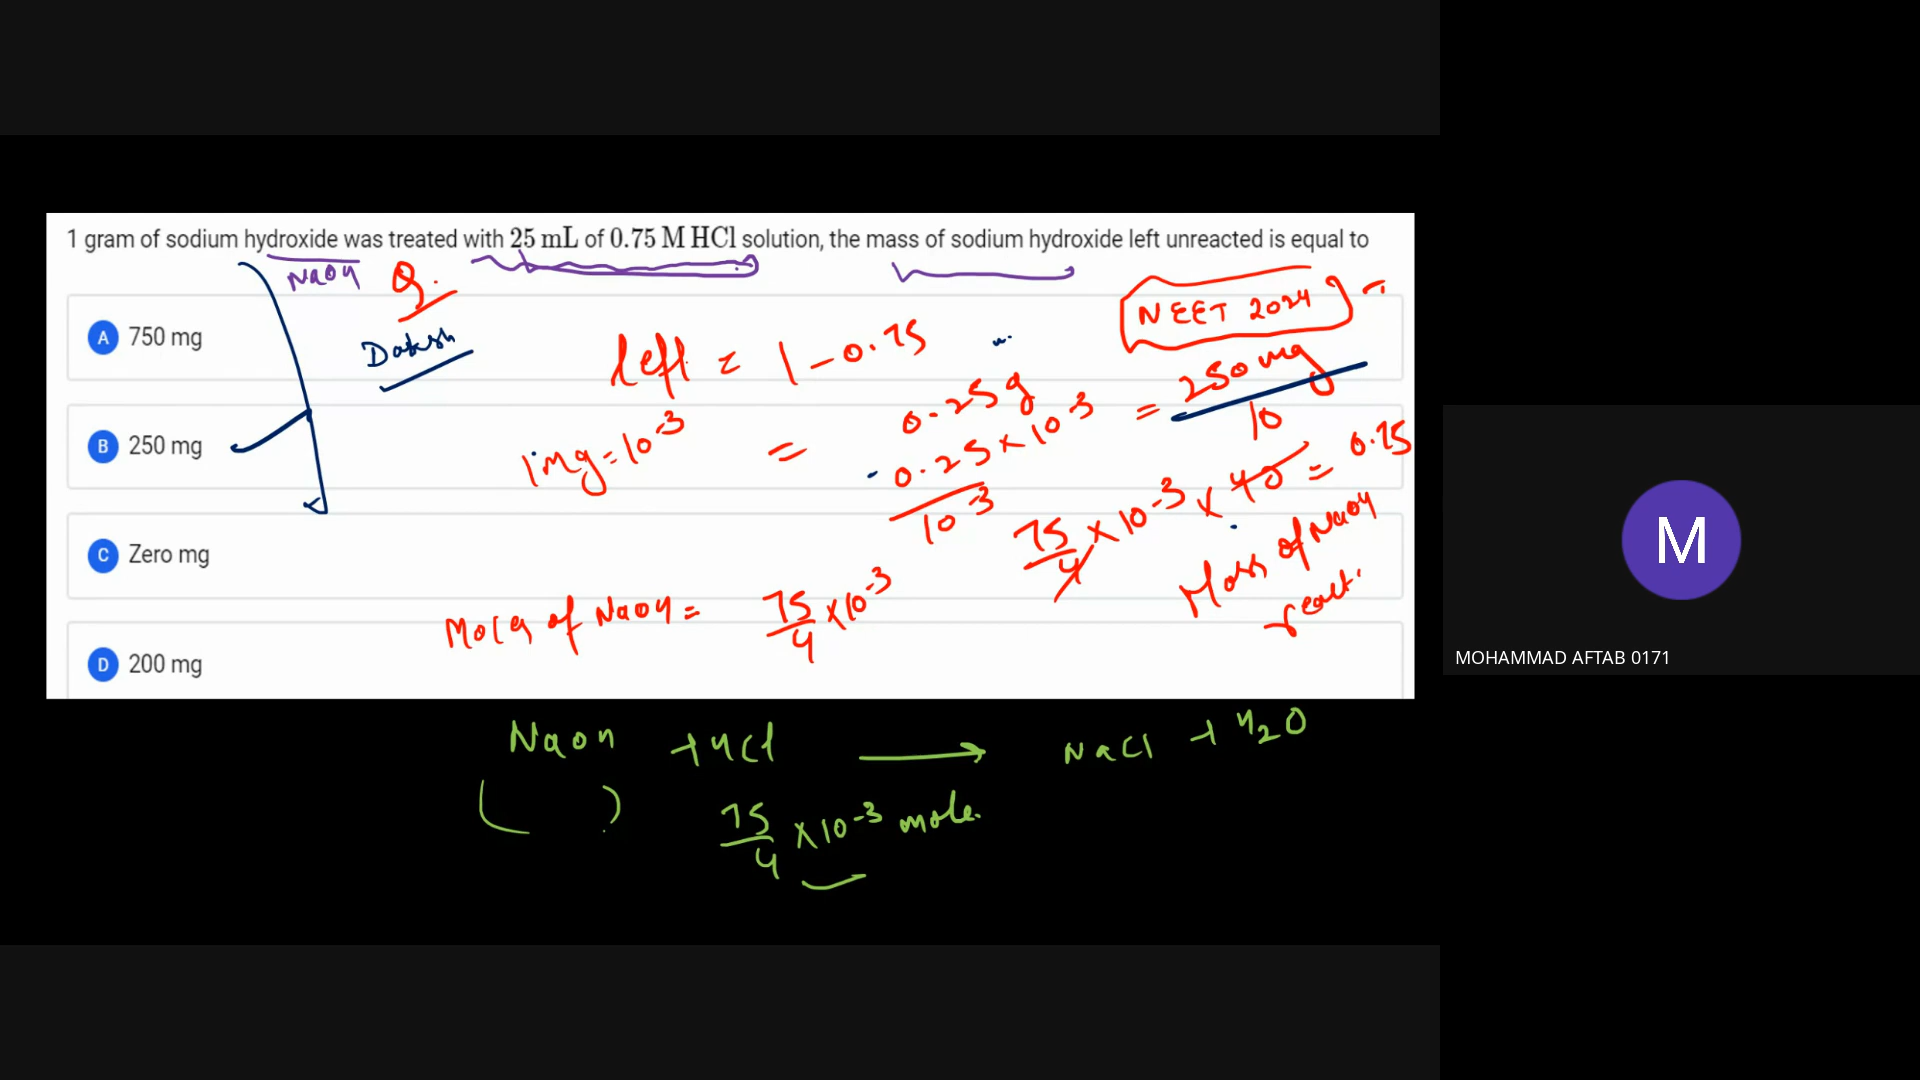 1 gram of sodium hydroxide was treated with 25 mL of 0.75 M HCl solution, the mass of sodium hydroxide left unreacted is equal to
NaOH Q.
NEET 2024
A 750 mg
Daksh
left = 1 - 0.75
0.25 g
B 250 mg
1mg = 10^-3
= 0.25 × 10^-3 / 10^-3 = 250 mg
10
75/4 × 10^-3 × 40 = 0.75
Mass of NaOH
react.
C Zero mg
Moles of NaOH = 75/4 × 10^-3
D 200 mg
NaOH + HCl → NaCl + H2O
( ) 75/4 × 10^-3 mole.
M
MOHAMMAD AFTAB 0171